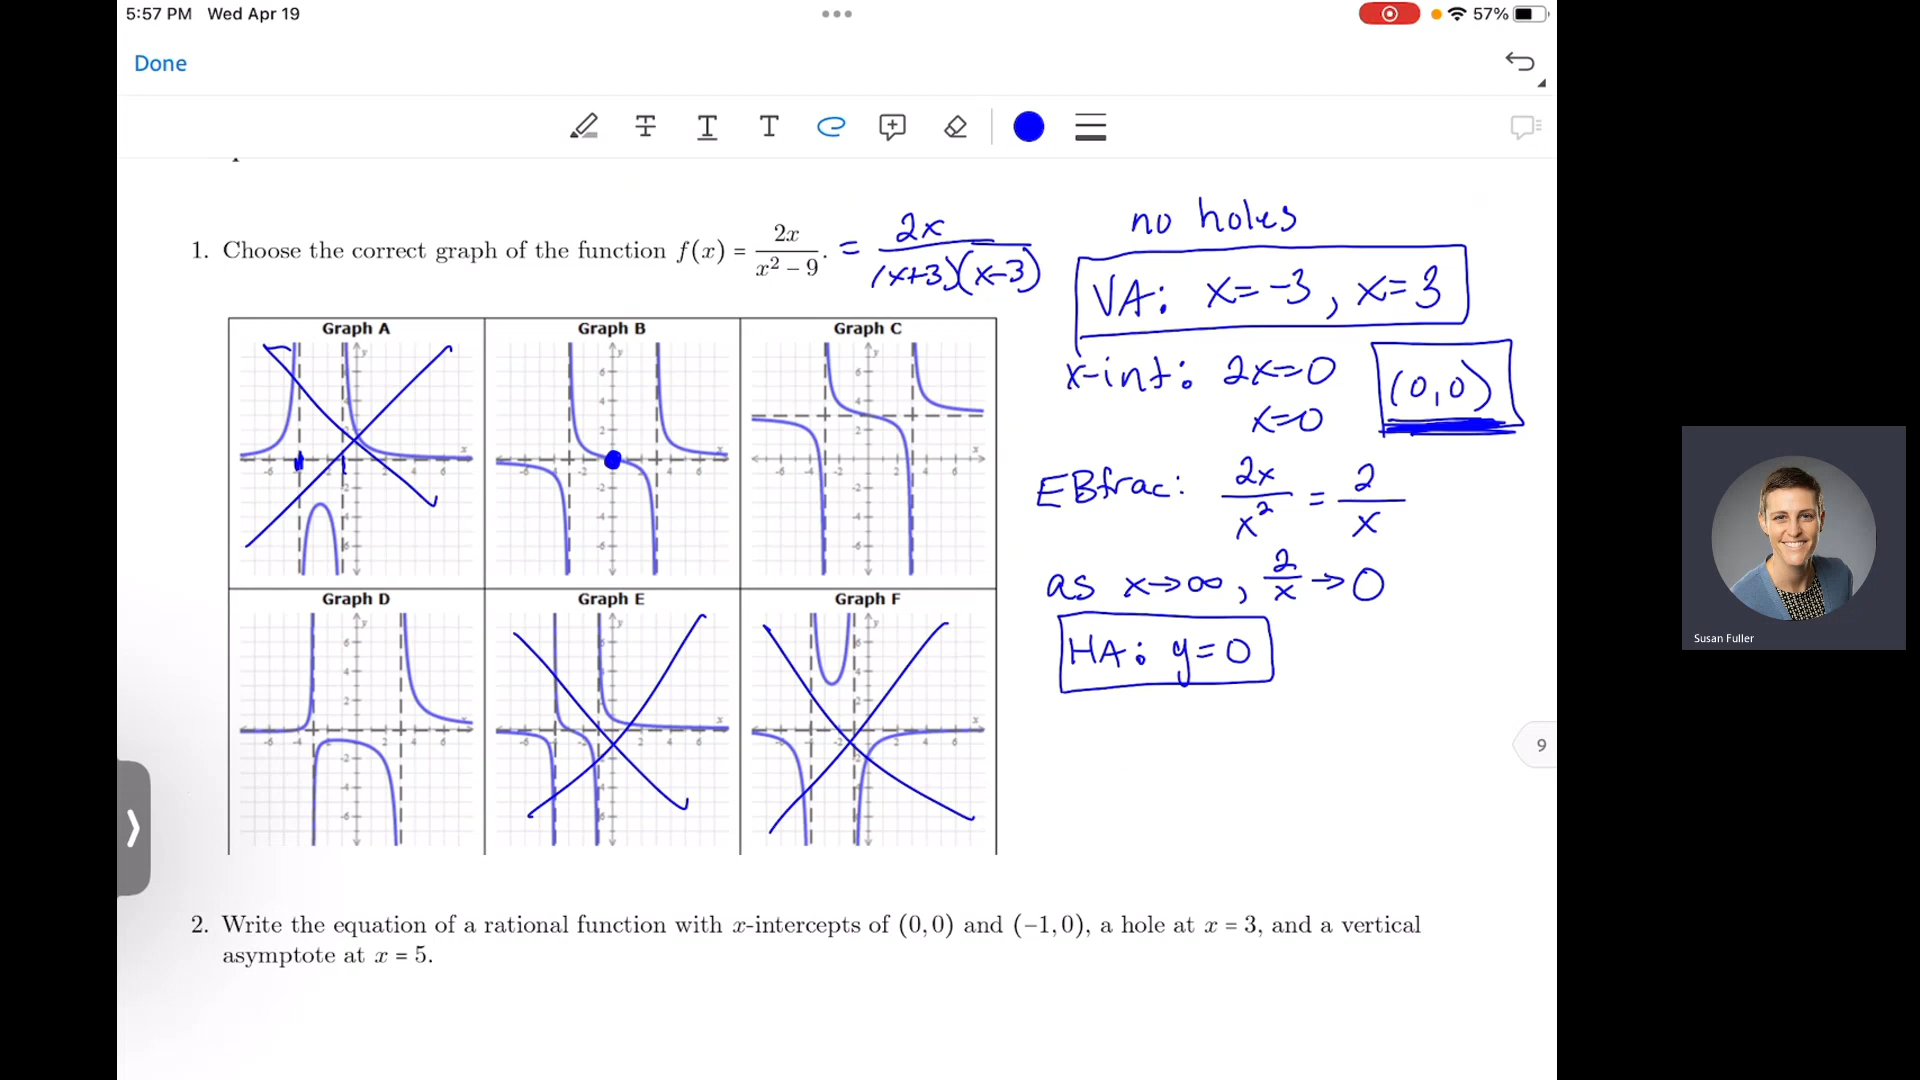 5:57 PM Wed Apr 19
57%
Done
1. Choose the correct graph of the function f(x) = 2x / (x² − 9). = 2x / (x+3)(x−3)
no holes
VA: x=-3, x=3
x-int: 2x=0
x=0
(0,0)
EBfrac: 2x/x² = 2/x
as x→∞, 2/x → 0
HA: y=0
Graph A
Graph B
Graph C
Graph D
Graph E
Graph F
2. Write the equation of a rational function with x-intercepts of (0, 0) and (−1, 0), a hole at x = 3, and a vertical
asymptote at x = 5.
9
Susan Fuller